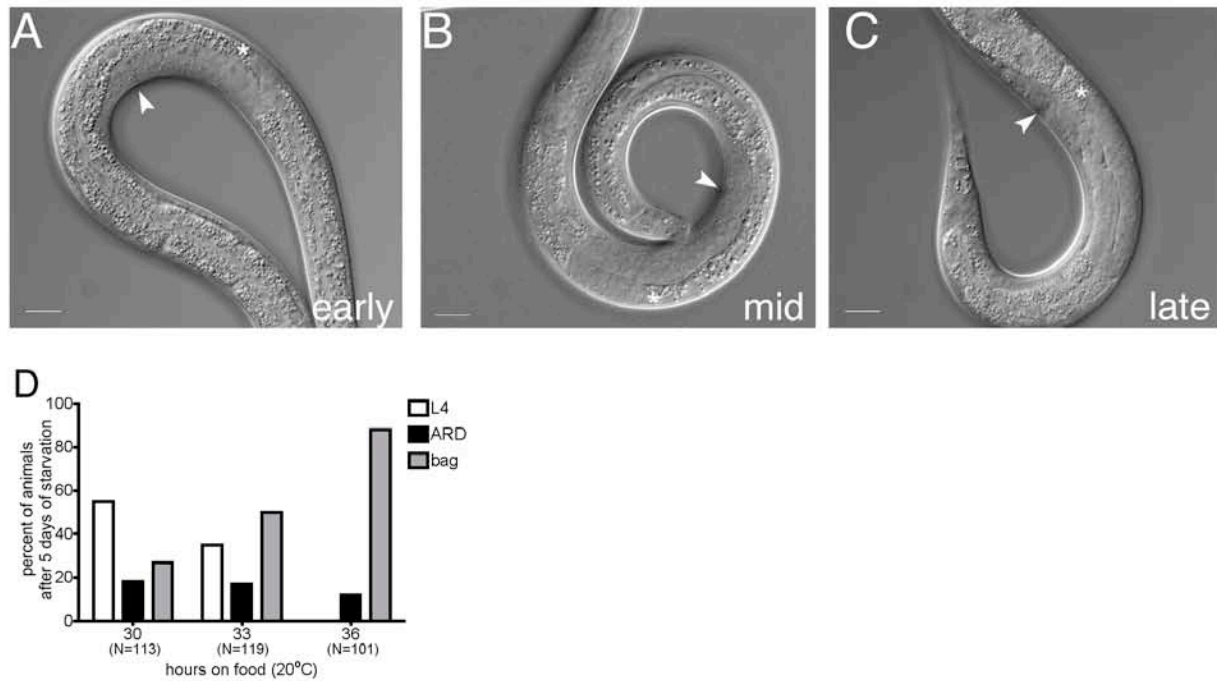 A
*
early
B
*
mid
C
*
late
D
percent of animals
after 5 days of starvation
100
80
60
40
20
0
L4
ARD
bag
30
33
36
(N=113)
(N=119)
(N=101)
hours on food (20°C)